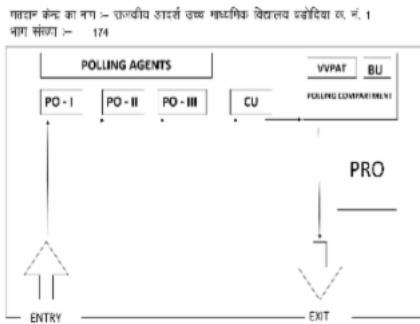 मतदान केन्द्र का नाम :- राजकीय आदर्श उच्च माध्यमिक विद्यालय बडोदिया क. नं. 1
भाग संख्या :- 174
POLLING AGENTS
VVPAT BU
PO - I PO - II PO - III CU
POLLING COMPARTMENT
PRO
ENTRY EXIT